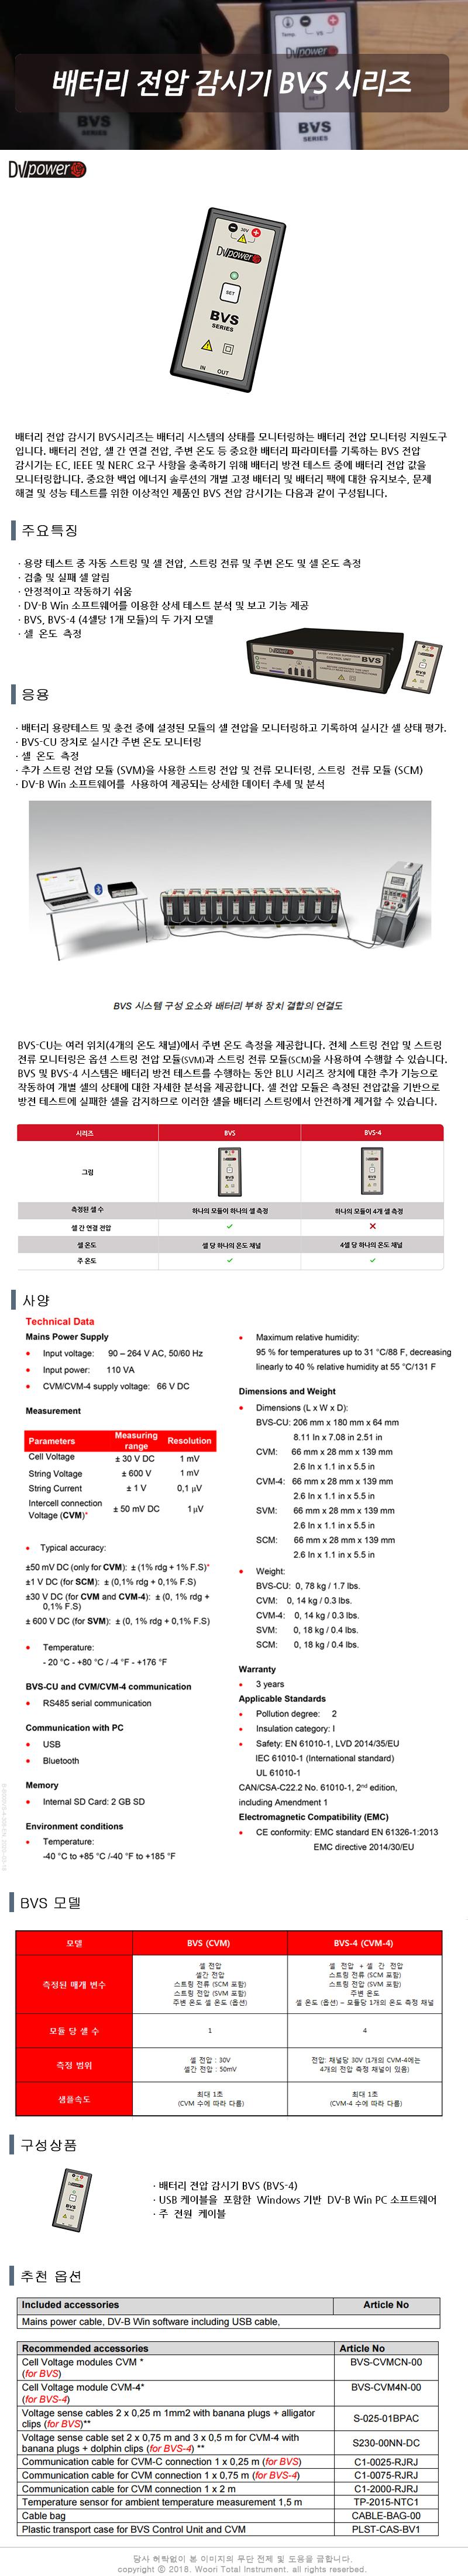 배터리 전압 감시기 BVS 시리즈
DV power
SET
BVS
SERIES
IN OUT
배터리 전압 감시기 BVS시리즈는 배터리 시스템의 상태를 모니터링하는 배터리 전압 모니터링 지원도구
입니다. 배터리 전압, 셀 간 연결 전압, 주변 온도 등 중요한 배터리 파라미터를 기록하는 BVS 전압
감시기는 EC, IEEE 및 NERC 요구 사항을 충족하기 위해 배터리 방전 테스트 중에 배터리 전압 값을
모니터링합니다. 중요한 백업 에너지 솔루션의 개별 고정 배터리 및 배터리 팩에 대한 유지보수, 문제
해결 및 성능 테스트를 위한 이상적인 제품인 BVS 전압 감시기는 다음과 같이 구성됩니다.
주요특징
· 용량 테스트 중 자동 스트링 및 셀 전압, 스트링 전류 및 주변 온도 및 셀 온도 측정
· 검출 및 실패 셀 알림
· 안정적이고 작동하기 쉬움
· DV-B Win 소프트웨어를 이용한 상세 테스트 분석 및 보고 기능 제공
· BVS, BVS-4 (4셀당 1개 모듈)의 두 가지 모델
· 셀 온도 측정
응용
· 배터리 용량테스트 및 충전 중에 설정된 모듈의 셀 전압을 모니터링하고 기록하여 실시간 셀 상태 평가.
· BVS-CU 장치로 실시간 주변 온도 모니터링
· 셀 온도 측정
· 추가 스트링 전압 모듈 (SVM)을 사용한 스트링 전압 및 전류 모니터링, 스트링 전류 모듈 (SCM)
· DV-B Win 소프트웨어를 사용하여 제공되는 상세한 데이터 추세 및 분석
BVS 시스템 구성 요소와 배터리 부하 장치 결합의 연결도
BVS-CU는 여러 위치(4개의 온도 채널)에서 주변 온도 측정을 제공합니다. 전체 스트링 전압 및 스트링
전류 모니터링은 옵션 스트링 전압 모듈(SVM)과 스트링 전류 모듈(SCM)을 사용하여 수행할 수 있습니다.
BVS 및 BVS-4 시스템은 배터리 방전 테스트를 수행하는 동안 BLU 시리즈 장치에 대한 추가 기능으로
작동하여 개별 셀의 상태에 대한 자세한 분석을 제공합니다. 셀 전압 모듈은 측정된 전압값을 기반으로
방전 테스트에 실패한 셀을 감지하므로 이러한 셀을 배터리 스트링에서 안전하게 제거할 수 있습니다.
시리즈 BVS BVS-4
그림
측정된 셀 수 하나의 모듈이 하나의 셀 측정 하나의 모듈이 4개 셀 측정
셀 간 연결 전압 ✓ ✗
셀 온도 셀 당 하나의 온도 채널 4셀 당 하나의 온도 채널
주 온도 ✓ ✓
사양
Technical Data
Mains Power Supply
• Input voltage: 90 – 264 V AC, 50/60 Hz
• Input power: 110 VA
• CVM/CVM-4 supply voltage: 66 V DC
Measurement
Parameters Measuring range Resolution
Cell Voltage ± 30 V DC 1 mV
String Voltage ± 600 V 1 mV
String Current ± 1 V 0,1 μV
Intercell connection Voltage (CVM)* ± 50 mV DC 1 μV
• Typical accuracy:
±50 mV DC (only for CVM): ± (1% rdg + 1% F.S)*
±1 V DC (for SCM): ± (0,1% rdg + 0,1% F.S)
±30 V DC (for CVM and CVM-4): ± (0, 1% rdg +
0,1% F.S)
± 600 V DC (for SVM): ± (0, 1% rdg + 0,1% F.S)
• Temperature:
- 20 °C - +80 °C / -4 °F - +176 °F
BVS-CU and CVM/CVM-4 communication
• RS485 serial communication
Communication with PC
• USB
• Bluetooth
Memory
• Internal SD Card: 2 GB SD
Environment conditions
• Temperature:
-40 °C to +85 °C /-40 °F to +185 °F
• Maximum relative humidity:
95 % for temperatures up to 31 °C/88 F, decreasing
linearly to 40 % relative humidity at 55 °C/131 F
Dimensions and Weight
• Dimensions (L x W x D):
BVS-CU: 206 mm x 180 mm x 64 mm
8.11 In x 7.08 in 2.51 in
CVM: 66 mm x 28 mm x 139 mm
2.6 In x 1.1 in x 5.5 in
CVM-4: 66 mm x 28 mm x 139 mm
2.6 In x 1.1 in x 5.5 in
SVM: 66 mm x 28 mm x 139 mm
2.6 In x 1.1 in x 5.5 in
SCM: 66 mm x 28 mm x 139 mm
2.6 In x 1.1 in x 5.5 in
• Weight:
BVS-CU: 0, 78 kg / 1.7 lbs.
CVM: 0, 14 kg / 0.3 lbs.
CVM-4: 0, 14 kg / 0.3 lbs.
SVM: 0, 18 kg / 0.4 lbs.
SCM: 0, 18 kg / 0.4 lbs.
Warranty
• 3 years
Applicable Standards
• Pollution degree: 2
• Insulation category: I
• Safety: EN 61010-1, LVD 2014/35/EU
IEC 61010-1 (International standard)
UL 61010-1
CAN/CSA-C22.2 No. 61010-1, 2nd edition,
including Amendment 1
Electromagnetic Compatibility (EMC)
• CE conformity: EMC standard EN 61326-1:2013
EMC directive 2014/30/EU
BVS 모델
모델 BVS (CVM) BVS-4 (CVM-4)
측정된 매개 변수
셀 전압
셀간 전압
스트링 전류 (SCM 포함)
스트링 전압 (SVM 포함)
주변 온도 셀 온도 (옵션)
셀 전압 + 셀 간 전압
스트링 전류 (SCM 포함)
스트링 전압 (SVM 포함)
주변 온도
셀 온도 (옵션) – 모듈당 1개의 온도 측정 채널
모듈 당 셀 수 1 4
측정 범위
셀 전압 : 30V
셀간 전압 : 50mV
전압: 채널당 30V (1개의 CVM-4에는
4개의 전압 측정 채널이 있음)
샘플속도
최대 1초
(CVM 수에 따라 다름)
최대 1초
(CVM-4 수에 따라 다름)
구성상품
· 배터리 전압 감시기 BVS (BVS-4)
· USB 케이블을 포함한 Windows 기반 DV-B Win PC 소프트웨어
· 주 전원 케이블
추천 옵션
Included accessories Article No
Mains power cable, DV-B Win software including USB cable,
Recommended accessories Article No
Cell Voltage modules CVM * BVS-CVMCN-00
(for BVS)
Cell Voltage module CVM-4* BVS-CVM4N-00
(for BVS-4)
Voltage sense cables 2 x 0,25 m 1mm2 with banana plugs + alligator clips (for BVS)** S-025-01BPAC
Voltage sense cable set 2 x 0,75 m and 3 x 0,5 m for CVM-4 with banana plugs + dolphin clips (for BVS-4) ** S230-00NN-DC
Communication cable for CVM-C connection 1 x 0,25 m (for BVS) C1-0025-RJRJ
Communication cable for CVM connection 1 x 0,75 m (for BVS-4) C1-0075-RJRJ
Communication cable for CVM connection 1 x 2 m C1-2000-RJRJ
Temperature sensor for ambient temperature measurement 1,5 m TP-2015-NTC1
Cable bag CABLE-BAG-00
Plastic transport case for BVS Control Unit and CVM PLST-CAS-BV1
당사 허락없이 본 이미지의 무단 전제 및 도용을 금합니다.
copyright ⓒ 2018. Woori Total Instrument. all rights reserbed.